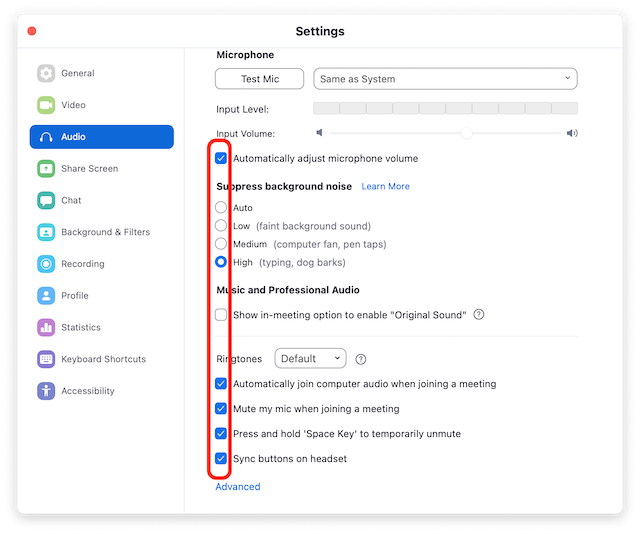 Settings
General
Video
Audio
Share Screen
Chat
Background & Filters
Recording
Profile
Statistics
Keyboard Shortcuts
Accessibility
Microphone
Test Mic Same as System
Input Level:
Input Volume:
Automatically adjust microphone volume
Suppress background noise Learn More
Auto
Low (faint background sound)
Medium (computer fan, pen taps)
High (typing, dog barks)
Music and Professional Audio
Show in-meeting option to enable "Original Sound" ?
Ringtones Default ?
Automatically join computer audio when joining a meeting
Mute my mic when joining a meeting
Press and hold 'Space Key' to temporarily unmute
Sync buttons on headset
Advanced